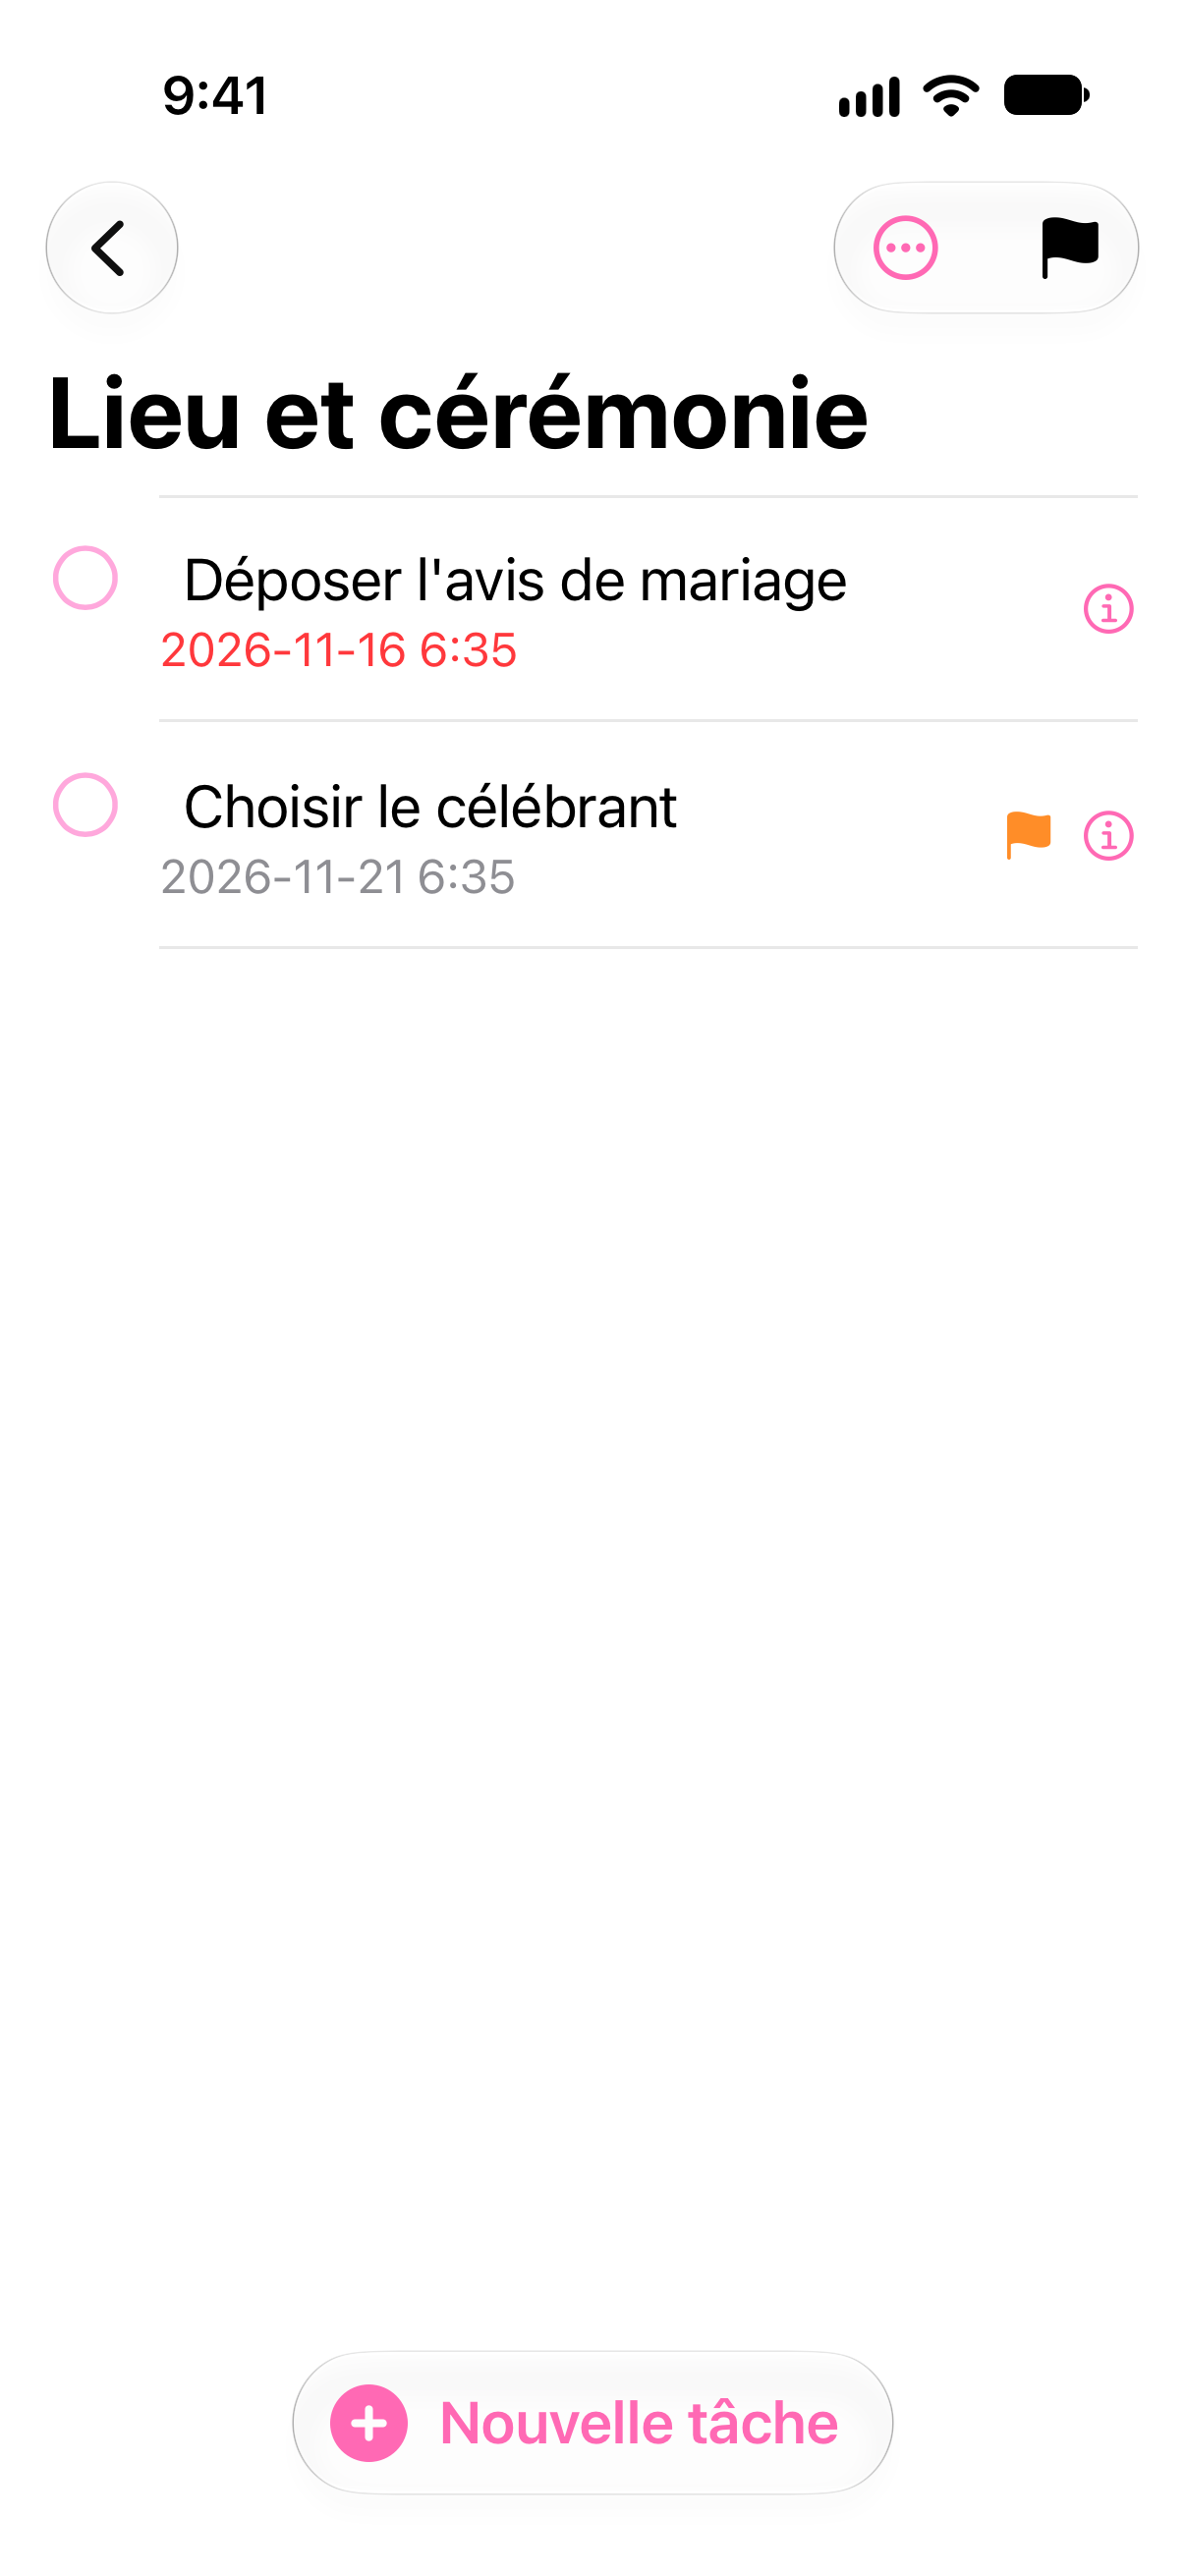 9:41
Lieu et cérémonie
Déposer l'avis de mariage
2026-11-16 6:35
Choisir le célébrant
2026-11-21 6:35
Nouvelle tâche